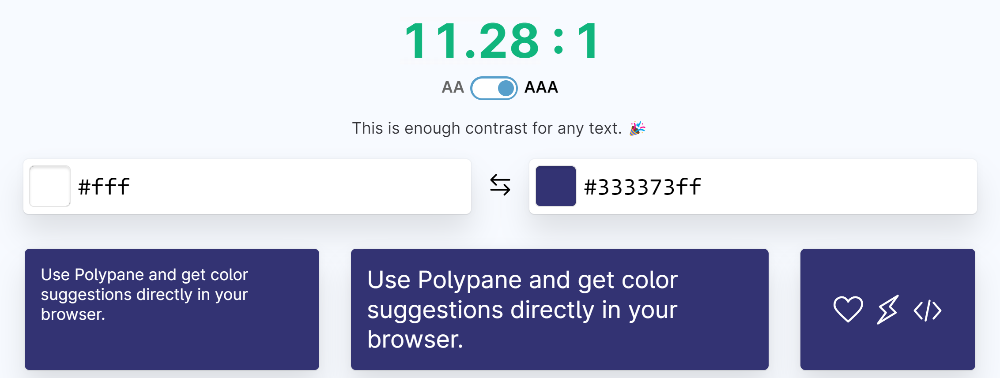 11.28 : 1
AA AAA
This is enough contrast for any text. 🎉
#fff
#333373ff
Use Polypane and get color
suggestions directly in your
browser.
Use Polypane and get color
suggestions directly in your
browser.